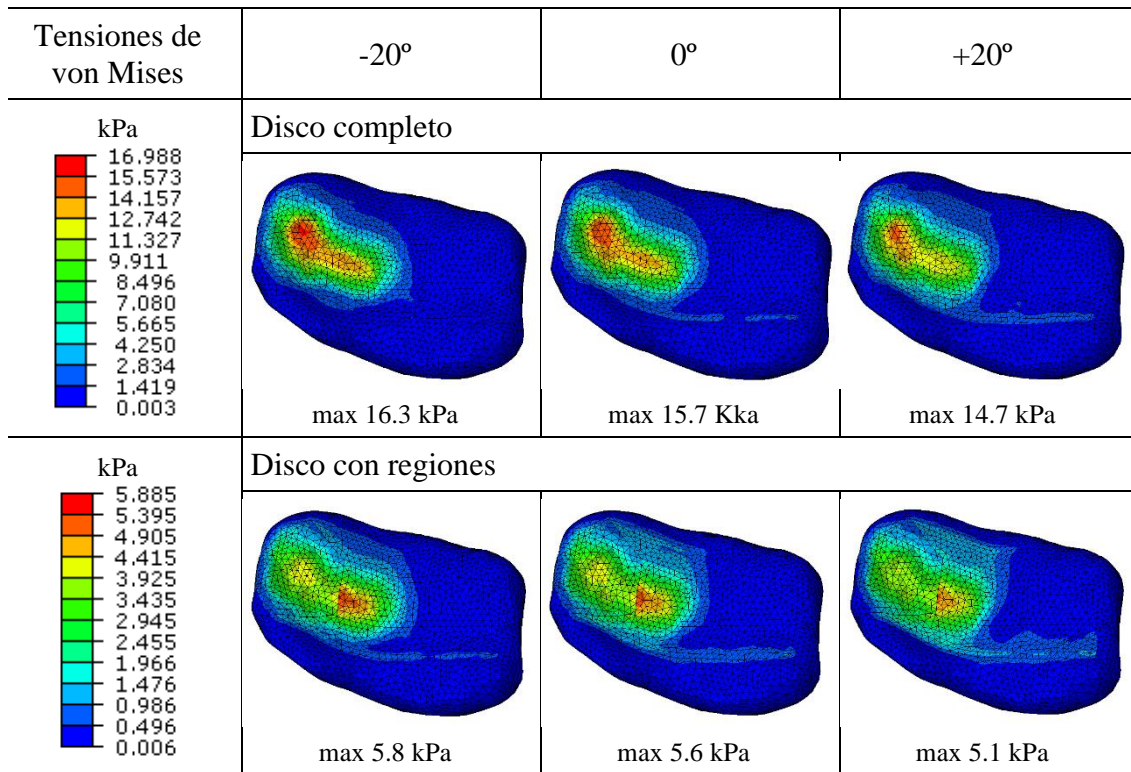 Tensiones de
von Mises
-20º
0º
+20º
kPa
16.988
15.573
14.157
12.742
11.327
9.911
8.496
7.080
5.665
4.250
2.834
1.419
0.003
Disco completo
max 16.3 kPa
max 15.7 Kka
max 14.7 kPa
kPa
5.885
5.395
4.905
4.415
3.925
3.435
2.945
2.455
1.966
1.476
0.986
0.496
0.006
Disco con regiones
max 5.8 kPa
max 5.6 kPa
max 5.1 kPa